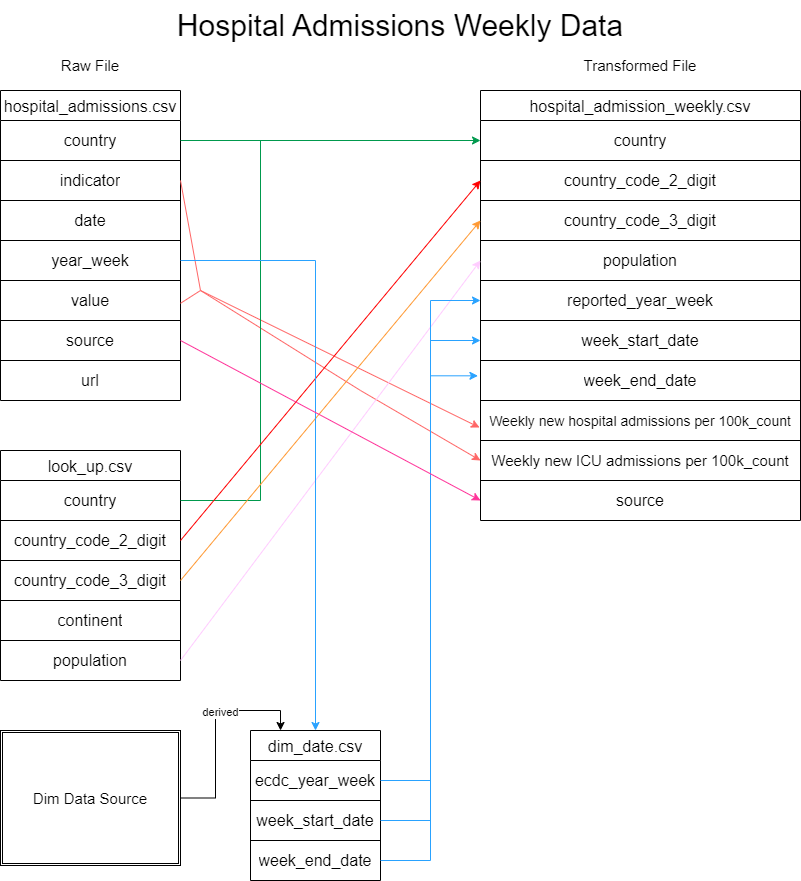 Hospital Admissions Weekly Data
Raw File
Transformed File
hospital_admissions.csv
country
indicator
date
year_week
value
source
url
hospital_admission_weekly.csv
country
country_code_2_digit
country_code_3_digit
population
reported_year_week
week_start_date
week_end_date
Weekly new hospital admissions per 100k_count
Weekly new ICU admissions per 100k_count
source
look_up.csv
country
country_code_2_digit
country_code_3_digit
continent
population
derived
Dim Data Source
dim_date.csv
ecdc_year_week
week_start_date
week_end_date